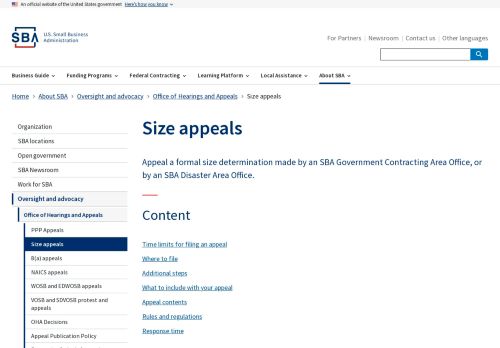 An official website of the United States government Here's how you know
SBA U.S. Small Business
Administration
For Partners Newsroom Contact us Other languages
Business Guide Funding Programs Federal Contracting Learning Platform Local Assistance About SBA
Home › About SBA › Oversight and advocacy › Office of Hearings and Appeals › Size appeals
Organization
SBA locations
Open government
SBA Newsroom
Work for SBA
Oversight and advocacy
Office of Hearings and Appeals
PPP Appeals
Size appeals
8(a) appeals
NAICS appeals
WOSB and EDWOSB appeals
VOSB and SDVOSB protest and
appeals
OHA Decisions
Appeal Publication Policy
Size appeals
Appeal a formal size determination made by an SBA Government Contracting Area Office, or
by an SBA Disaster Area Office.
Content
Time limits for filing an appeal
Where to file
Additional steps
What to include with your appeal
Appeal contents
Rules and regulations
Response time